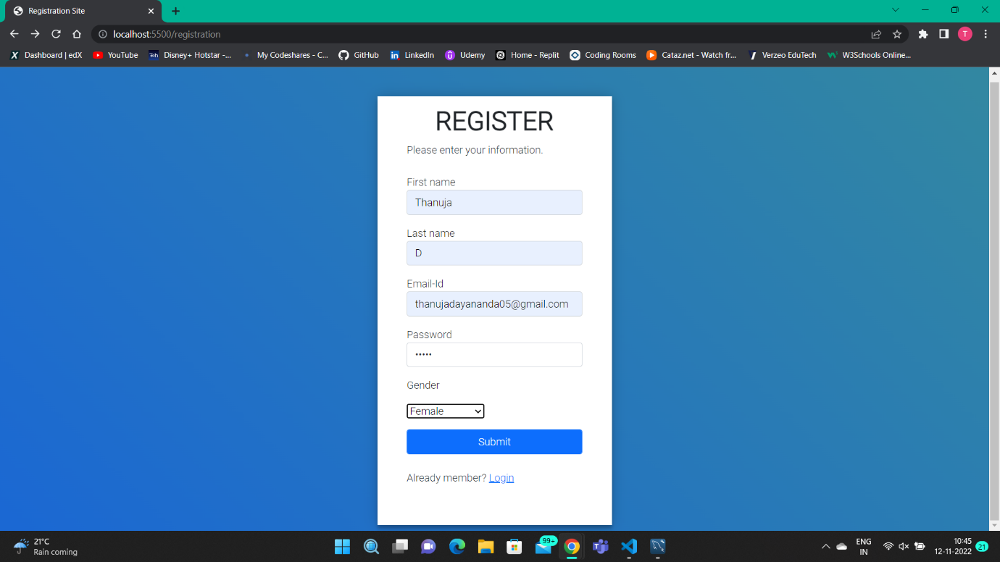 Registration Site
localhost:5500/registration
T
Dashboard | edX YouTube Disney+ Hotstar -... My Codeshares - C... GitHub LinkedIn Udemy Home - Replit Coding Rooms Cataz.net - Watch fr... Verzeo EduTech W3Schools Online...
REGISTER
Please enter your information.
First name
Thanuja
Last name
D
Email-Id
thanujadayananda05@gmail.com
Password
•••••
Gender
Female
Submit
Already member? Login
21°C
Rain coming
99+
ENG
IN
10:45
12-11-2022
21